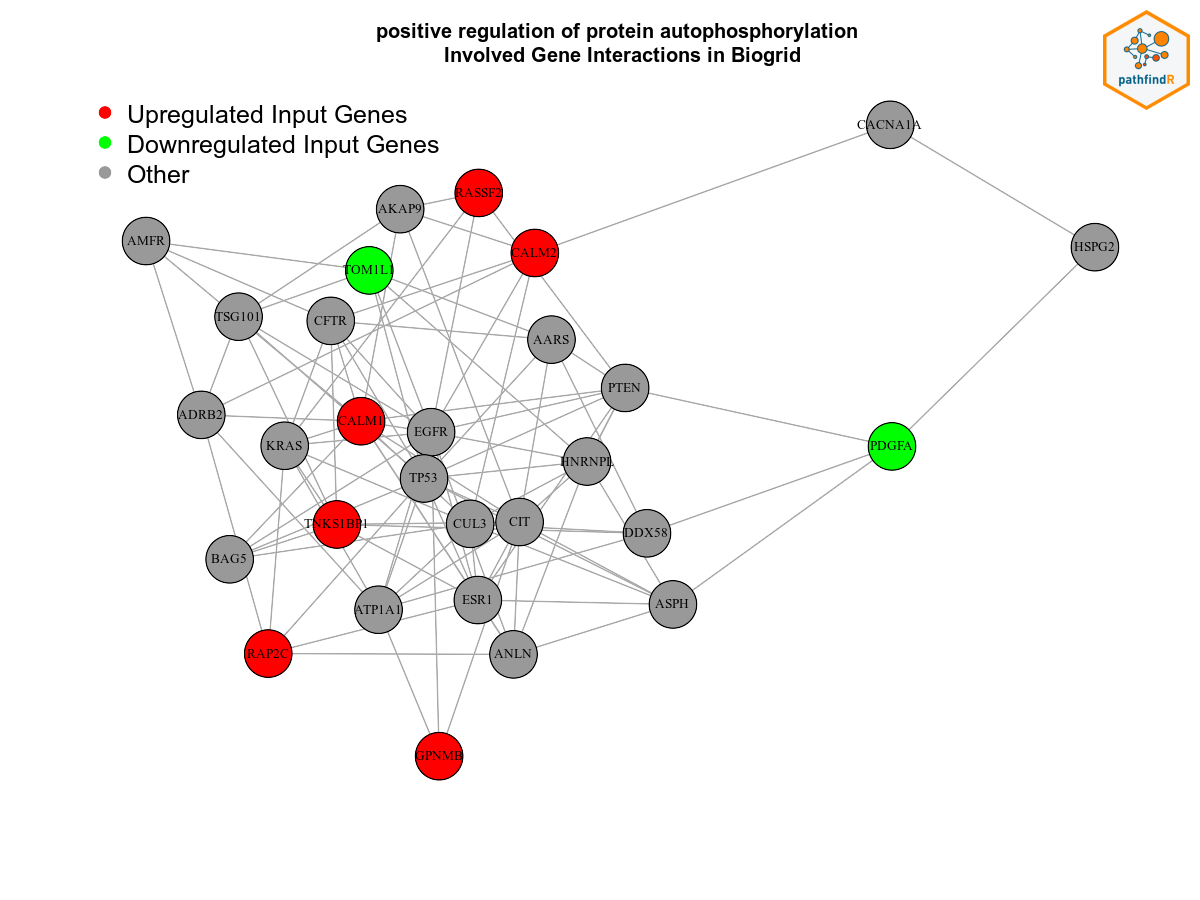 positive regulation of protein autophosphorylation
Involved Gene Interactions in Biogrid
pathfindR
Upregulated Input Genes
Downregulated Input Genes
Other
CACNA1A
RASSF2
AKAP9
AMFR
CALM2
HSPG2
TOM1L1
TSG101
CFTR
AARS
PTEN
ADRB2
CALM1
EGFR
KRAS
PDGFA
HNRNPL
TP53
TNKS1BP1
CUL3
CIT
DDX58
BAG5
ATP1A1
ESR1
ASPH
RAP2C
ANLN
GPNMB